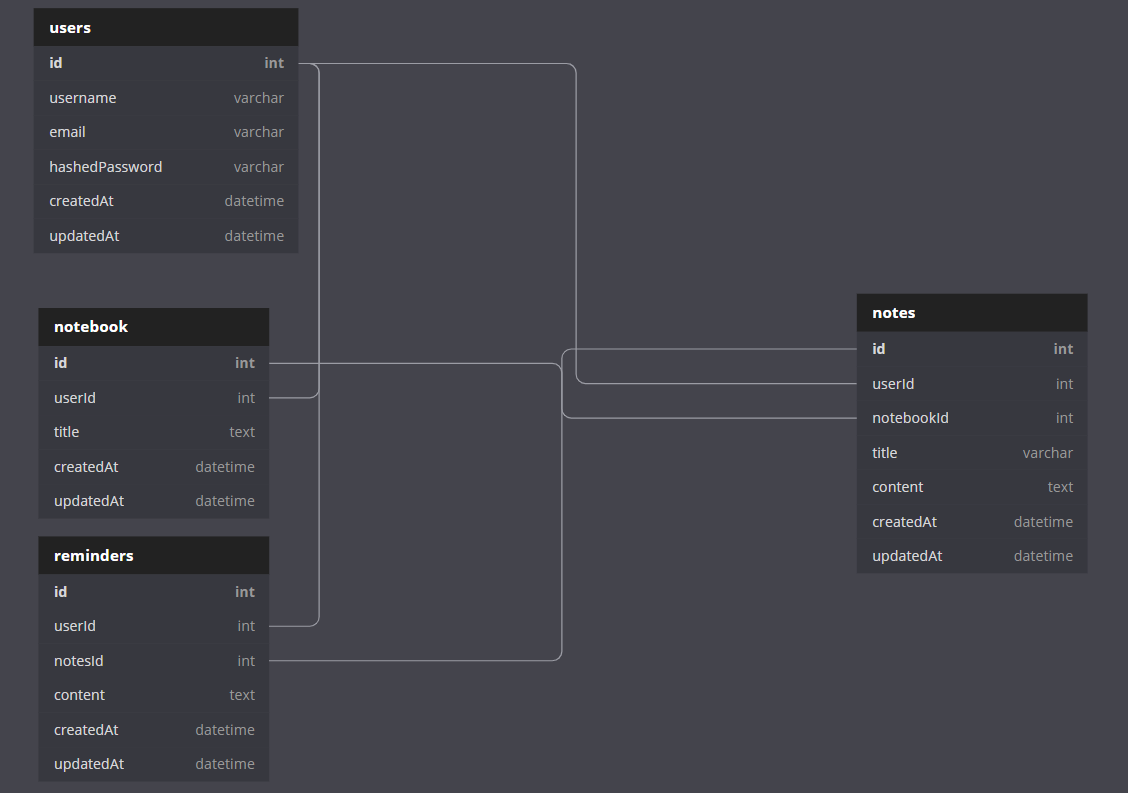 users
id int
username varchar
email varchar
hashedPassword varchar
createdAt datetime
updatedAt datetime
notebook
id int
userId int
title text
createdAt datetime
updatedAt datetime
reminders
id int
userId int
notesId int
content text
createdAt datetime
updatedAt datetime
notes
id int
userId int
notebookId int
title varchar
content text
createdAt datetime
updatedAt datetime